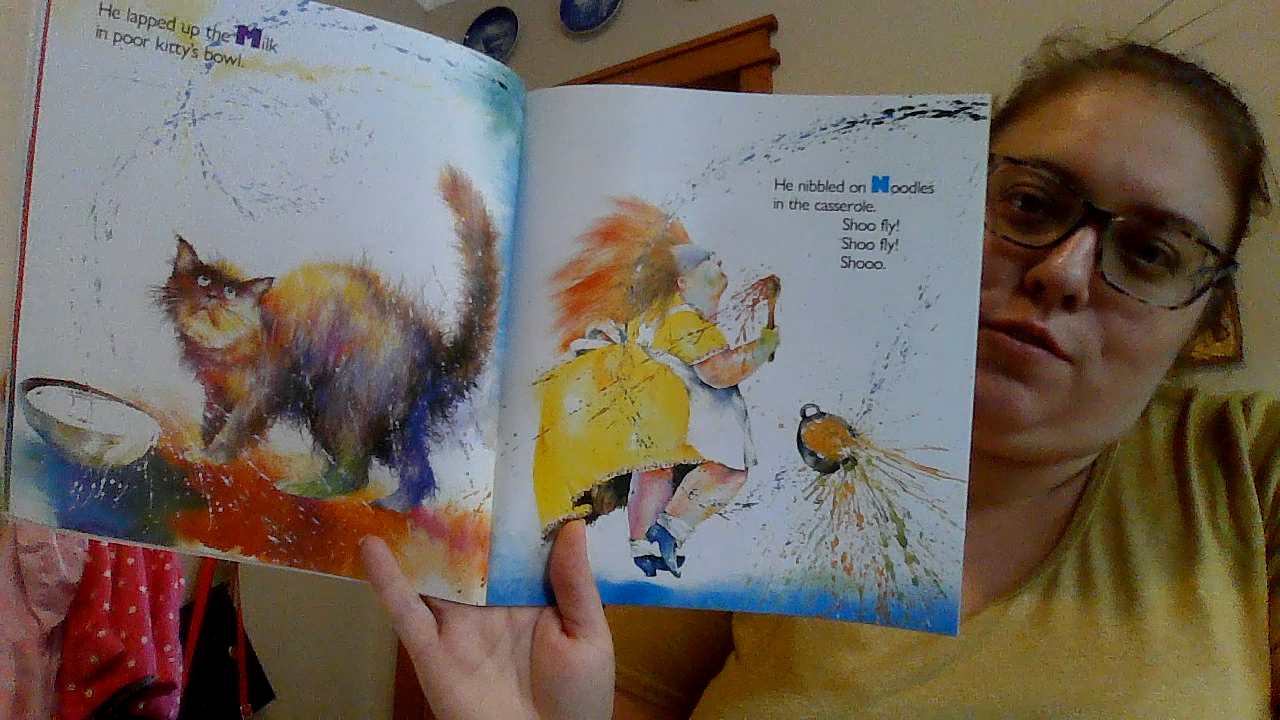 He lapped up the Milk
in poor kitty's bowl.
He nibbled on Noodles
in the casserole.
Shoo fly!
Shoo fly!
Shooo.